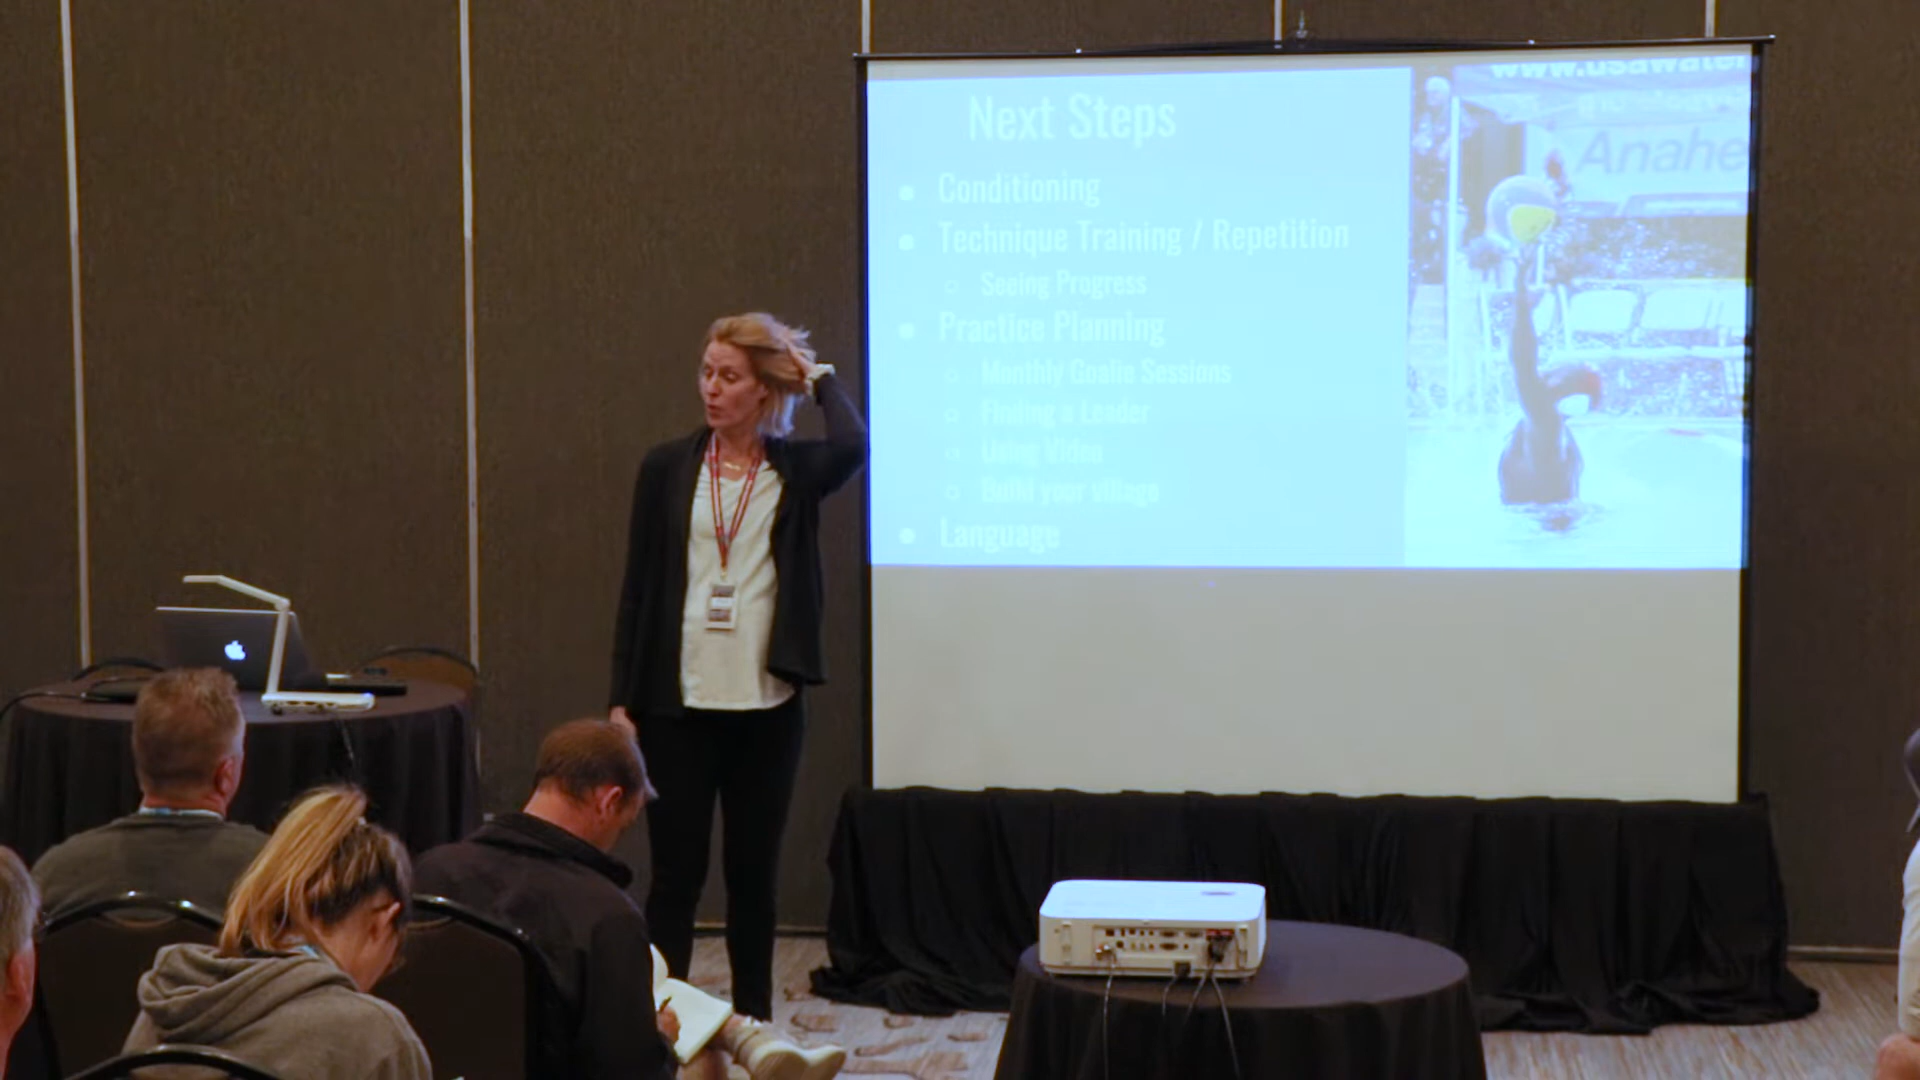 Next Steps
Conditioning
Technique Training / Repetition
Seeing Progress
Practice Planning
Monthly Goalie Sessions
Finding a Leader
Using Video
Build your village
Language
www.usawater
Anahe